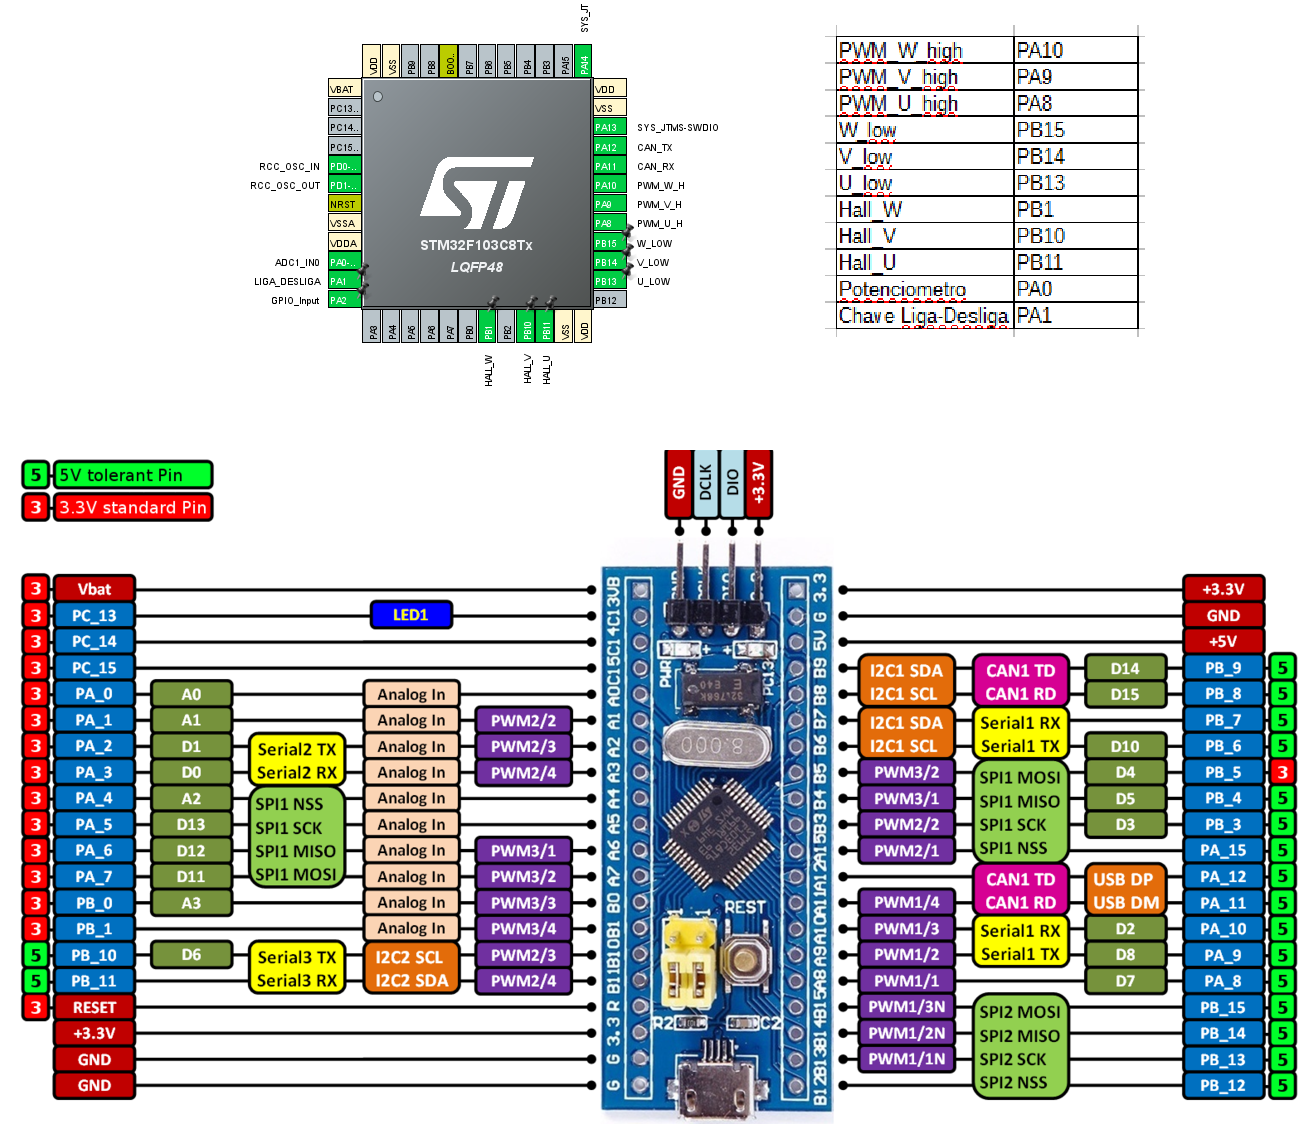 SYS_JT
VDD
VSS
PB9
PB8
BOO..
PB7
PB6
PB5
PB4
PB3
PA15
PA14
VBAT
PC13..
PC14..
PC15..
RCC_OSC_IN PD0-..
RCC_OSC_OUT PD1-..
NRST
VSSA
VDDA
ADC1_IN0 PA0-..
LIGA_DESLIGA PA1
GPIO_Input PA2
STM32F103C8Tx
LQFP48
VDD
VSS
PA13 SYS_JTMS-SWDIO
PA12 CAN_TX
PA11 CAN_RX
PA10 PWM_W_H
PA9 PWM_V_H
PA8 PWM_U_H
PB15 W_LOW
PB14 V_LOW
PB13 U_LOW
PB12
PA3
PA4
PA5
PA6
PA7
PB0
PB1
PB2
PB10
PB11
VSS
VDD
HALL_W
HALL_V
HALL_U
PWM_W_high PA10
PWM_V_high PA9
PWM_U_high PA8
W_low PB15
V_low PB14
U_low PB13
Hall_W PB1
Hall_V PB10
Hall_U PB11
Potenciometro PA0
Chave Liga-Desliga PA1
5 5V tolerant Pin
3 3.3V standard Pin
GND
DCLK
DIO
+3.3V
3 Vbat
3 PC_13 LED1
3 PC_14
3 PC_15
3 PA_0 A0 Analog In
3 PA_1 A1 Analog In PWM2/2
3 PA_2 D1 Serial2 TX Analog In PWM2/3
3 PA_3 D0 Serial2 RX Analog In PWM2/4
3 PA_4 A2 SPI1 NSS Analog In
3 PA_5 D13 SPI1 SCK Analog In
3 PA_6 D12 SPI1 MISO Analog In PWM3/1
3 PA_7 D11 SPI1 MOSI Analog In PWM3/2
3 PB_0 A3 Analog In PWM3/3
3 PB_1 Analog In PWM3/4
5 PB_10 D6 Serial3 TX I2C2 SCL PWM2/3
5 PB_11 Serial3 RX I2C2 SDA PWM2/4
3 RESET
+3.3V
GND
GND
VB
C13
C14
C15
A0
A1
A2
A3
A4
A5
A6
A7
B0
B1
B10
B11
R
3.3
G
G
PWR
PC13
8.000
REST
R2
C2
3.3
G
5V
B9
B8
B7
B6
B5
B4
B3
A15
A12
A11
A10
A9
A8
B15
B14
B13
B12
+3.3V
GND
+5V
I2C1 SDA CAN1 TD D14 PB_9 5
I2C1 SCL CAN1 RD D15 PB_8 5
I2C1 SDA Serial1 RX PB_7 5
I2C1 SCL Serial1 TX D10 PB_6 5
PWM3/2 SPI1 MOSI D4 PB_5 3
PWM3/1 SPI1 MISO D5 PB_4 5
PWM2/2 SPI1 SCK D3 PB_3 5
PWM2/1 SPI1 NSS PA_15 5
CAN1 TD USB DP PA_12 5
PWM1/4 CAN1 RD USB DM PA_11 5
PWM1/3 Serial1 RX D2 PA_10 5
PWM1/2 Serial1 TX D8 PA_9 5
PWM1/1 D7 PA_8 5
PWM1/3N SPI2 MOSI PB_15 5
PWM1/2N SPI2 MISO PB_14 5
PWM1/1N SPI2 SCK PB_13 5
SPI2 NSS PB_12 5